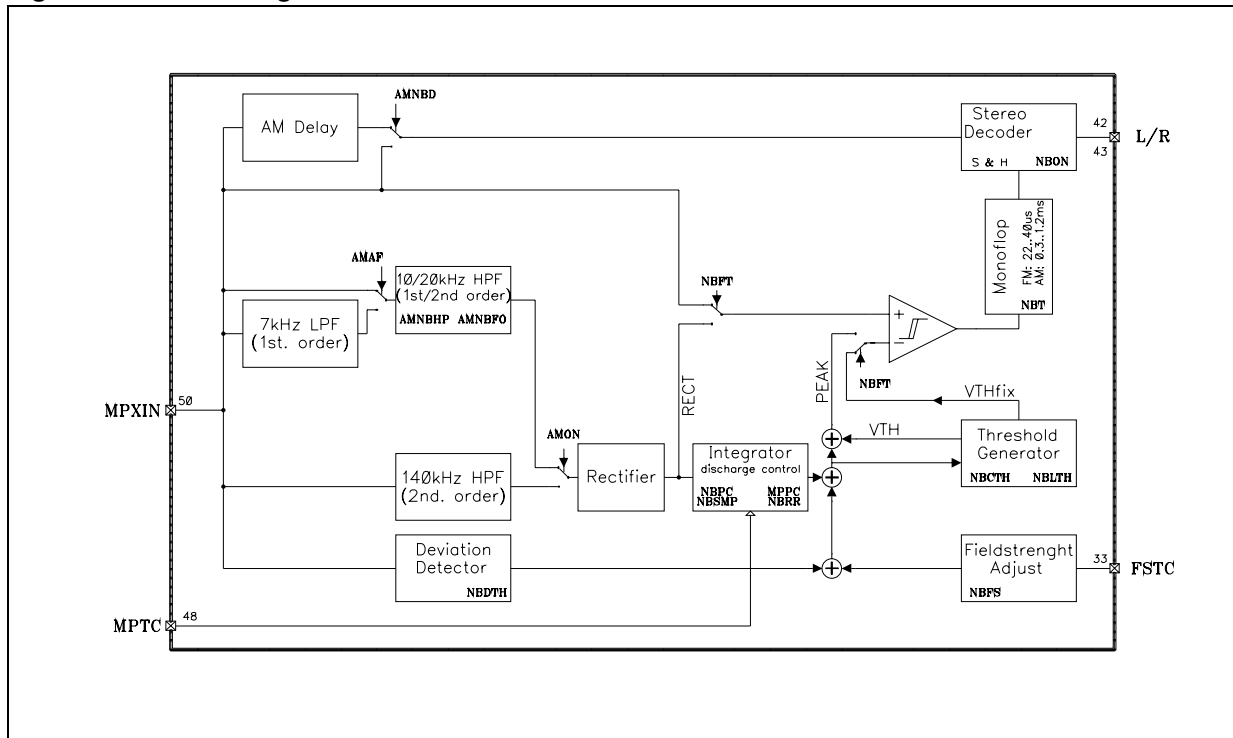 AMNBD
AM Delay
Stereo
Decoder
S & H NBON
42
43
L/R
Monoflop
FM: 22..40us
AM: 0.3..1.2ms
NBT
AMAF
10/20kHz HPF
(1st/2nd order)
AMNBHP AMNBFO
7kHz LPF
(1st. order)
NBFT
+
−
NBFT
RECT
PEAK
VTHfix
VTH
Threshold
Generator
NBCTH NBLTH
MPXIN
50
AMON
140kHz HPF
(2nd. order)
Rectifier
Integrator
discharge control
NBPC MPPC
NBSMP NBRR
Deviation
Detector
NBDTH
Fieldstrenght
Adjust
NBFS
33
FSTC
MPTC
48